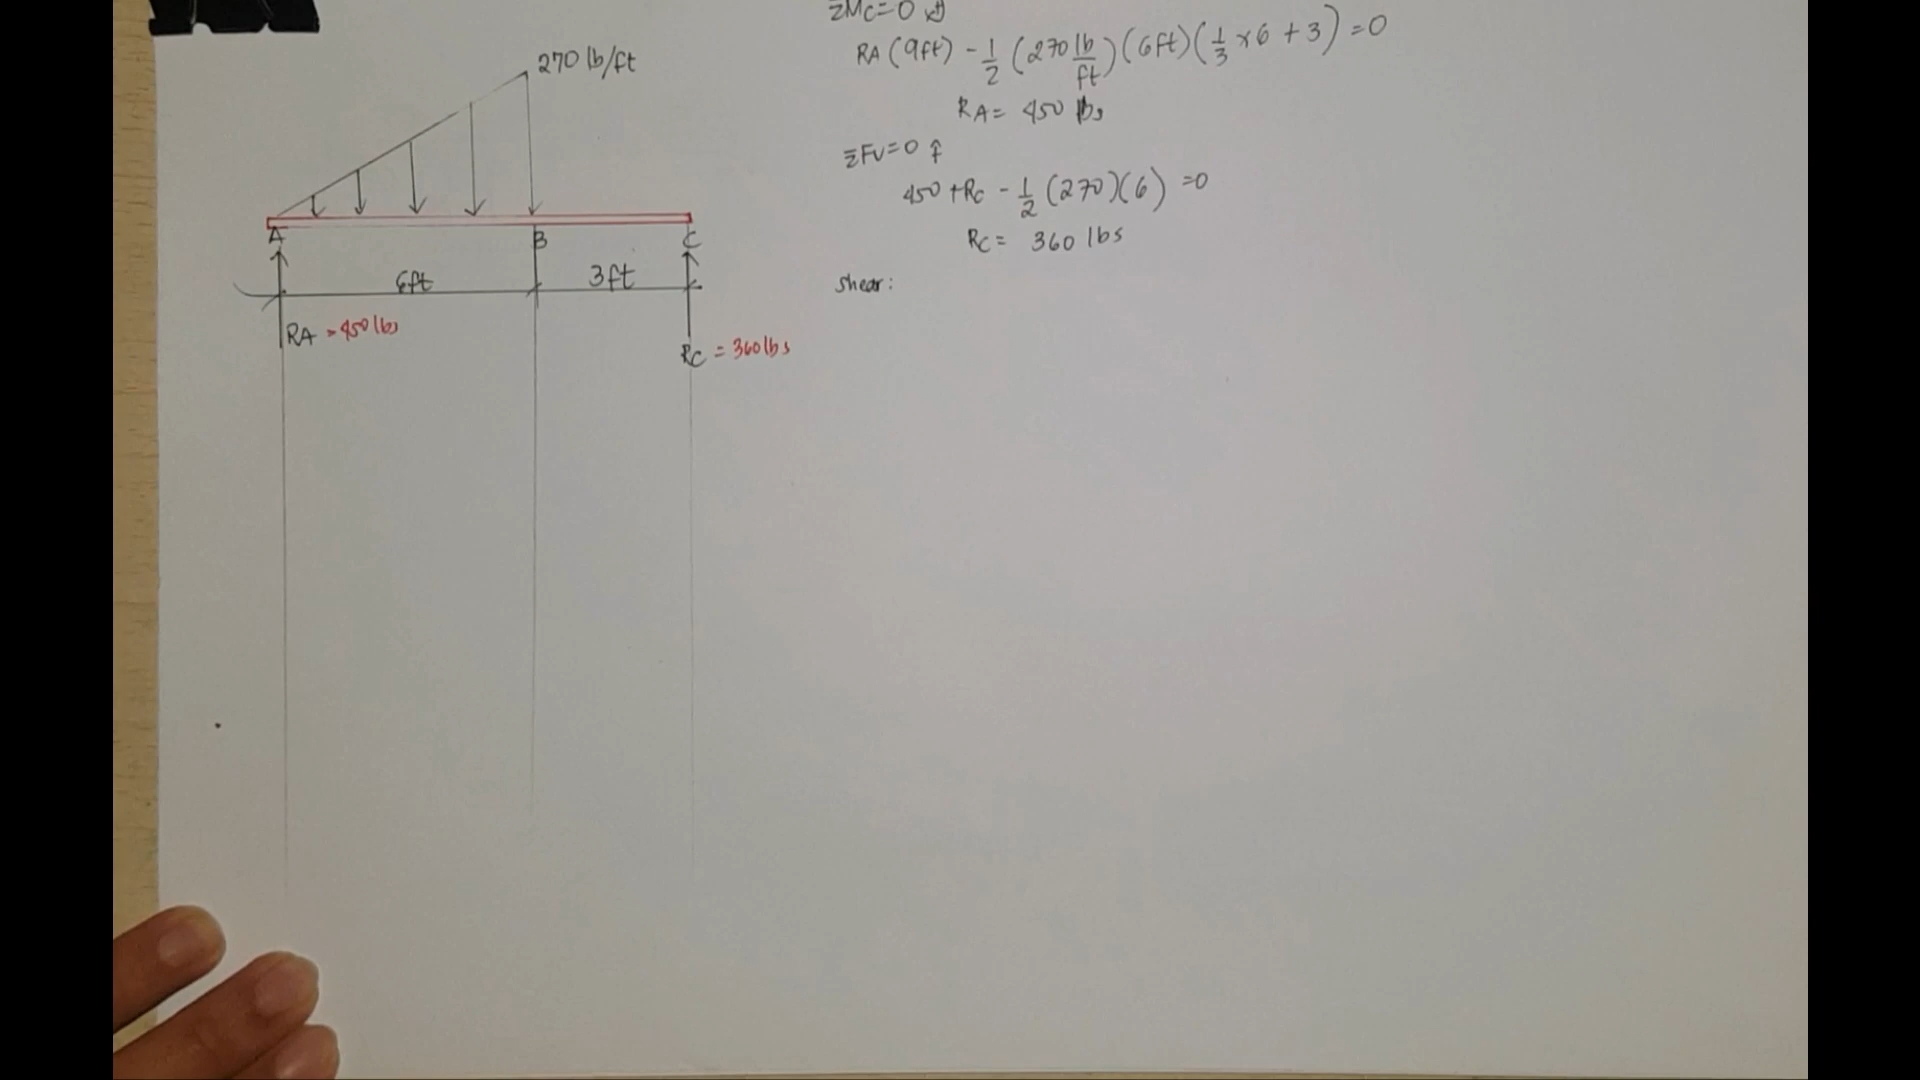 270 lb/ft
A
B
C
6ft
3ft
RA = 450 lbs
RC = 360 lbs
ΣMC=0
RA (9ft) - 1/2 (270 lb/ft) (6ft) (1/3 x 6 + 3) = 0
RA = 450 lbs
ΣFV=0 ↑
450 + RC - 1/2 (270)(6) = 0
RC = 360 lbs
Shear: